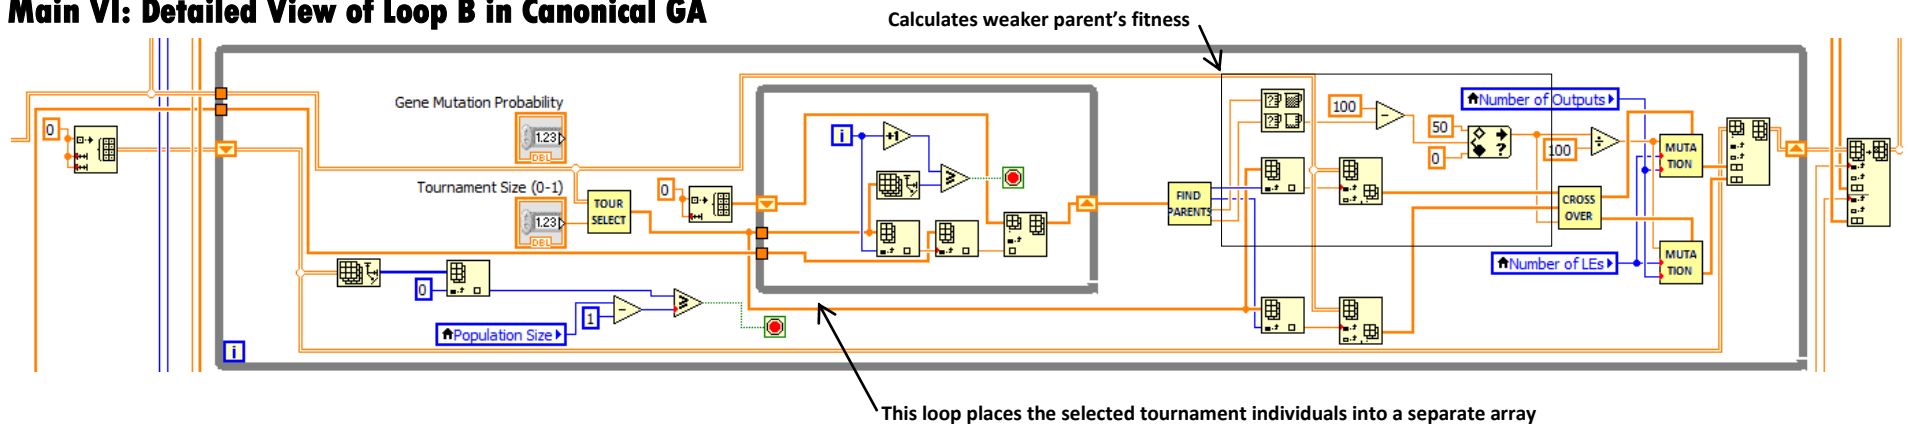 Main VI: Detailed View of Loop B in Canonical GA
Calculates weaker parent's fitness
Gene Mutation Probability
1.23
DBL
Tournament Size (0-1)
1.23
DBL
TOUR
SELECT
0
0
0
1
Population Size
i
i
+1
FIND
PARENTS
100
50
0
100
Number of Outputs
MUTA
TION
CROSS
OVER
Number of LEs
MUTA
TION
This loop places the selected tournament individuals into a separate array